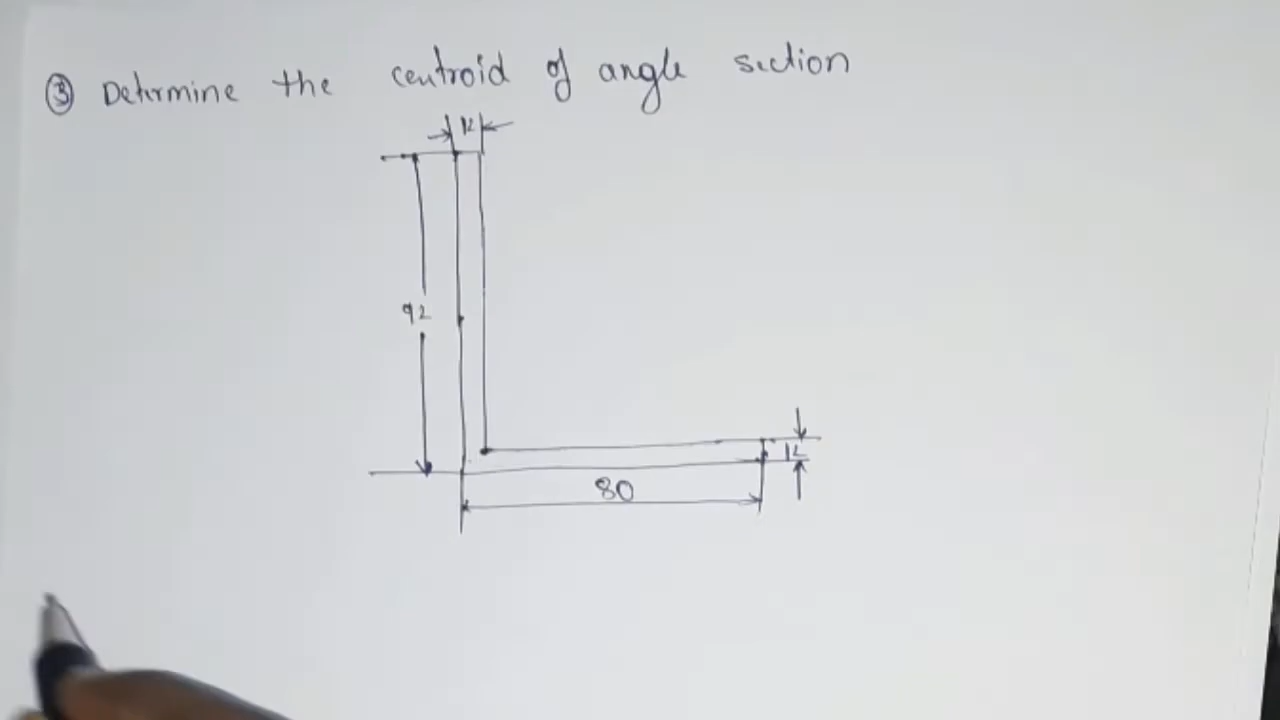 ③ Determine the centroid of angle section
12
92
12
80